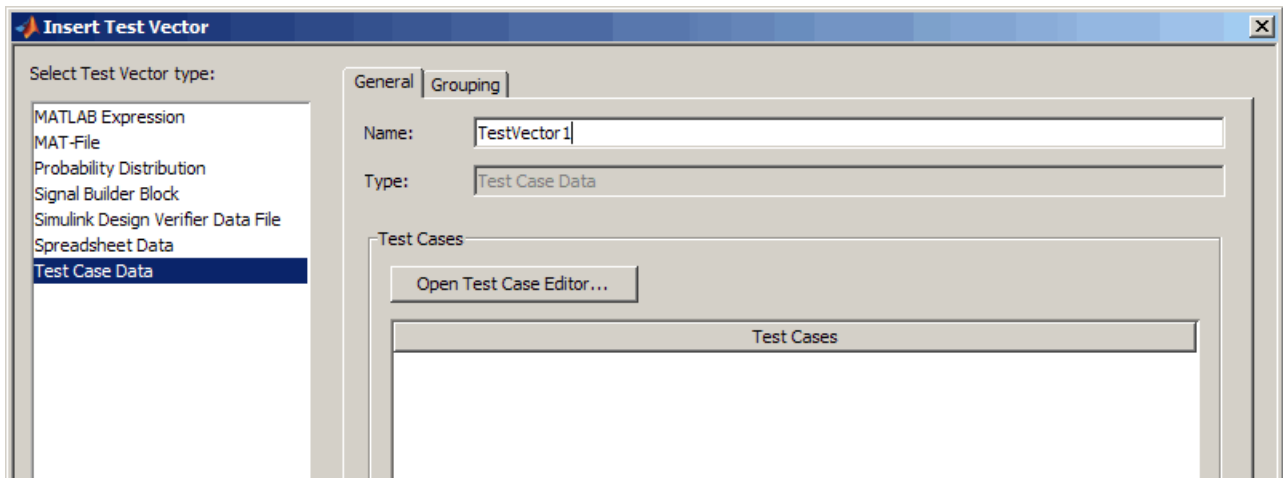 Insert Test Vector
Select Test Vector type:
MATLAB Expression
MAT-File
Probability Distribution
Signal Builder Block
Simulink Design Verifier Data File
Spreadsheet Data
Test Case Data
General Grouping
Name: TestVector1
Type: Test Case Data
Test Cases
Open Test Case Editor...
Test Cases